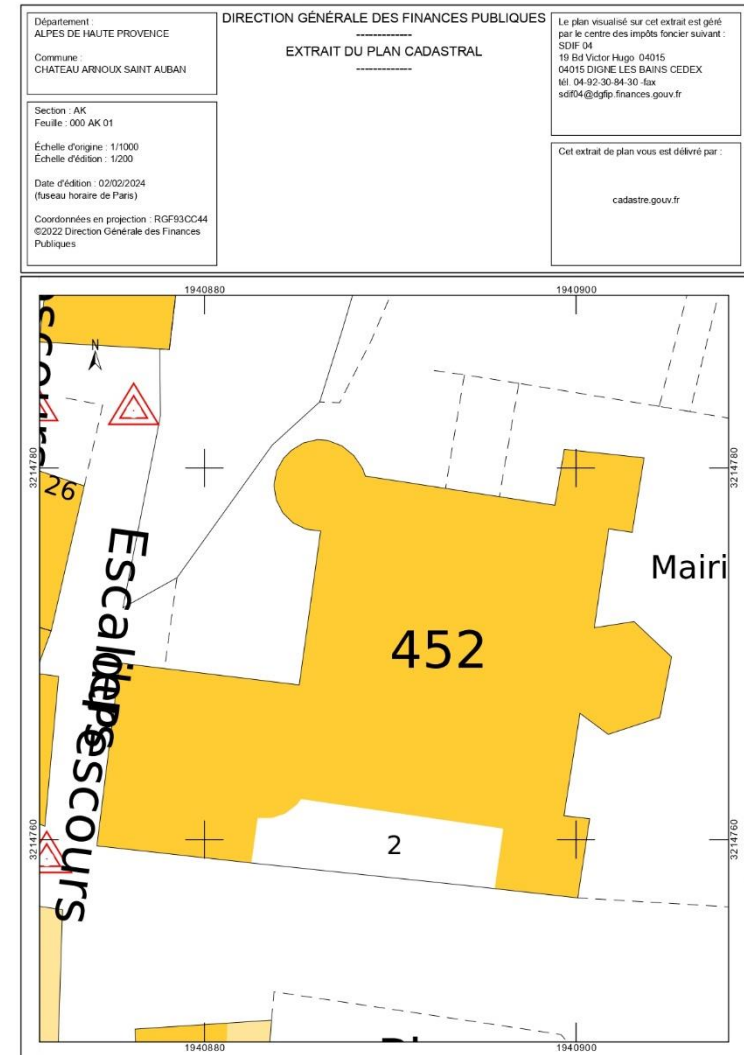 Département :
ALPES DE HAUTE PROVENCE
Commune :
CHATEAU ARNOUX SAINT AUBAN
Section : AK
Feuille : 000 AK 01
Échelle d'origine : 1/1000
Échelle d'édition : 1/200
Date d'édition : 02/02/2024
(fuseau horaire de Paris)
Coordonnées en projection : RGF93CC44
©2022 Direction Générale des Finances
Publiques
DIRECTION GÉNÉRALE DES FINANCES PUBLIQUES
-------------
EXTRAIT DU PLAN CADASTRAL
-------------
Le plan visualisé sur cet extrait est géré
par le centre des impôts foncier suivant :
SDIF 04
19 Bd Victor Hugo 04015
04015 DIGNE LES BAINS CEDEX
tél. 04-92-30-84-30 -fax
sdif04@dgfip.finances.gouv.fr
Cet extrait de plan vous est délivré par :
cadastre.gouv.fr
1940880
1940900
N
3214780
3214780
26
Mairi
Escaliers
des
escours
452
2
3214760
3214760
1940880
1940900